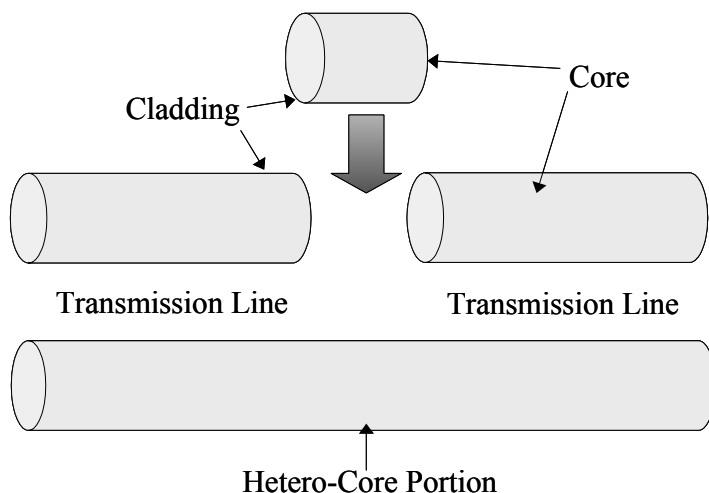 Core
Cladding
Transmission Line
Transmission Line
Hetero-Core Portion